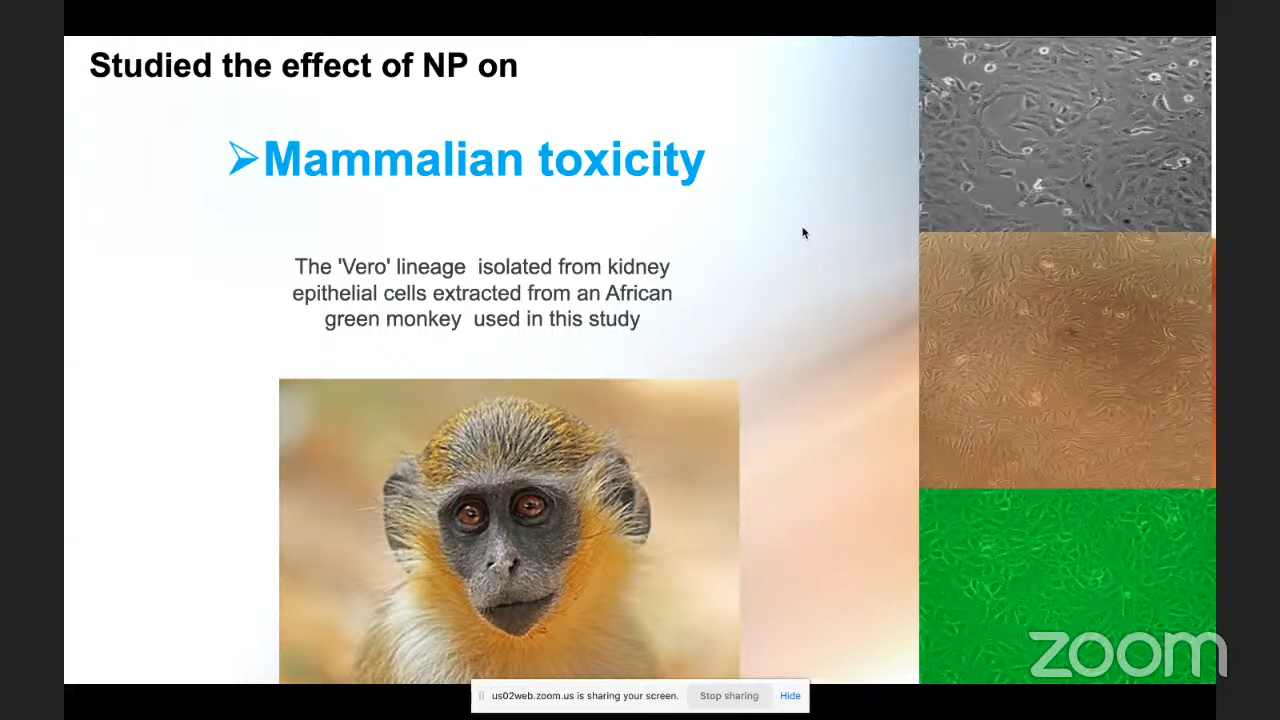 Studied the effect of NP on
➢Mammalian toxicity
The 'Vero' lineage isolated from kidney
epithelial cells extracted from an African
green monkey used in this study
zoom
us02web.zoom.us is sharing your screen. Stop sharing Hide